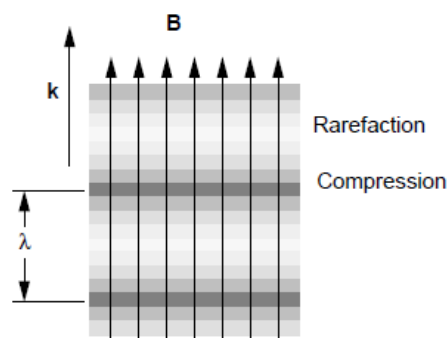 B
k
Rarefaction
Compression
λ